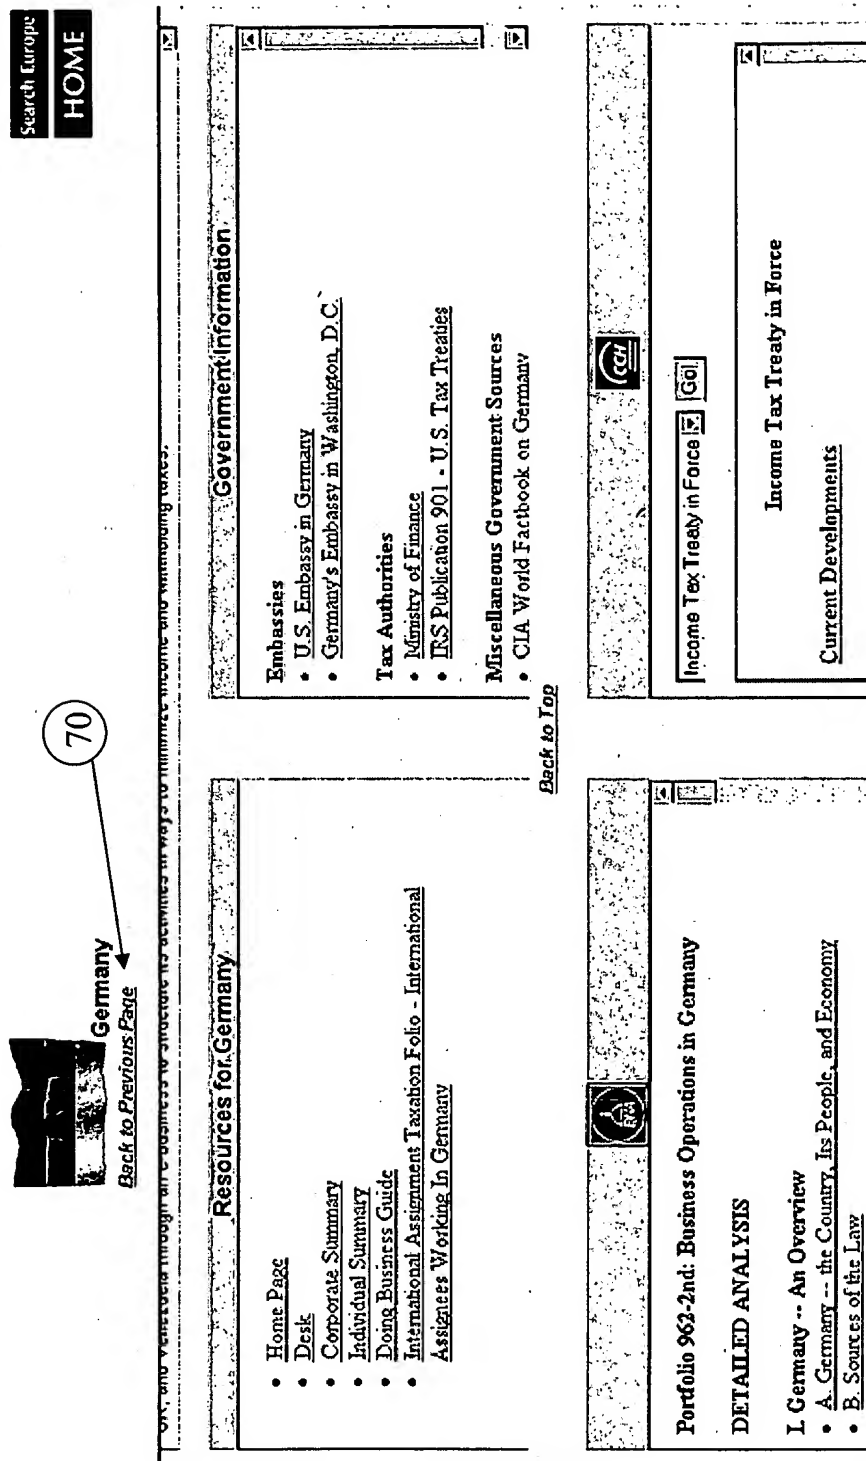 Search Europe
HOME
70
Germany
Back to Previous Page
Resources for Germany
• Home Page
• Desk
• Corporate Summary
• Individual Summary
• Doing Business Guide
• International Assignment Taxation Folio - International
Assignees Working In Germany
Government Information
Embassies
• U.S. Embassy in Germany
• Germany's Embassy in Washington, D.C.
Tax Authorities
• Ministry of Finance
• IRS Publication 901 - U.S. Tax Treaties
Miscellaneous Government Sources
• CIA World Factbook on Germany
Back to Top
Portfolio 962-2nd: Business Operations in Germany
DETAILED ANALYSIS
I. Germany -- An Overview
• A. Germany -- the Country, Its People, and Economy
• B. Sources of the Law
CCH
Income Tax Treaty in Force Go!
Income Tax Treaty in Force
Current Developments